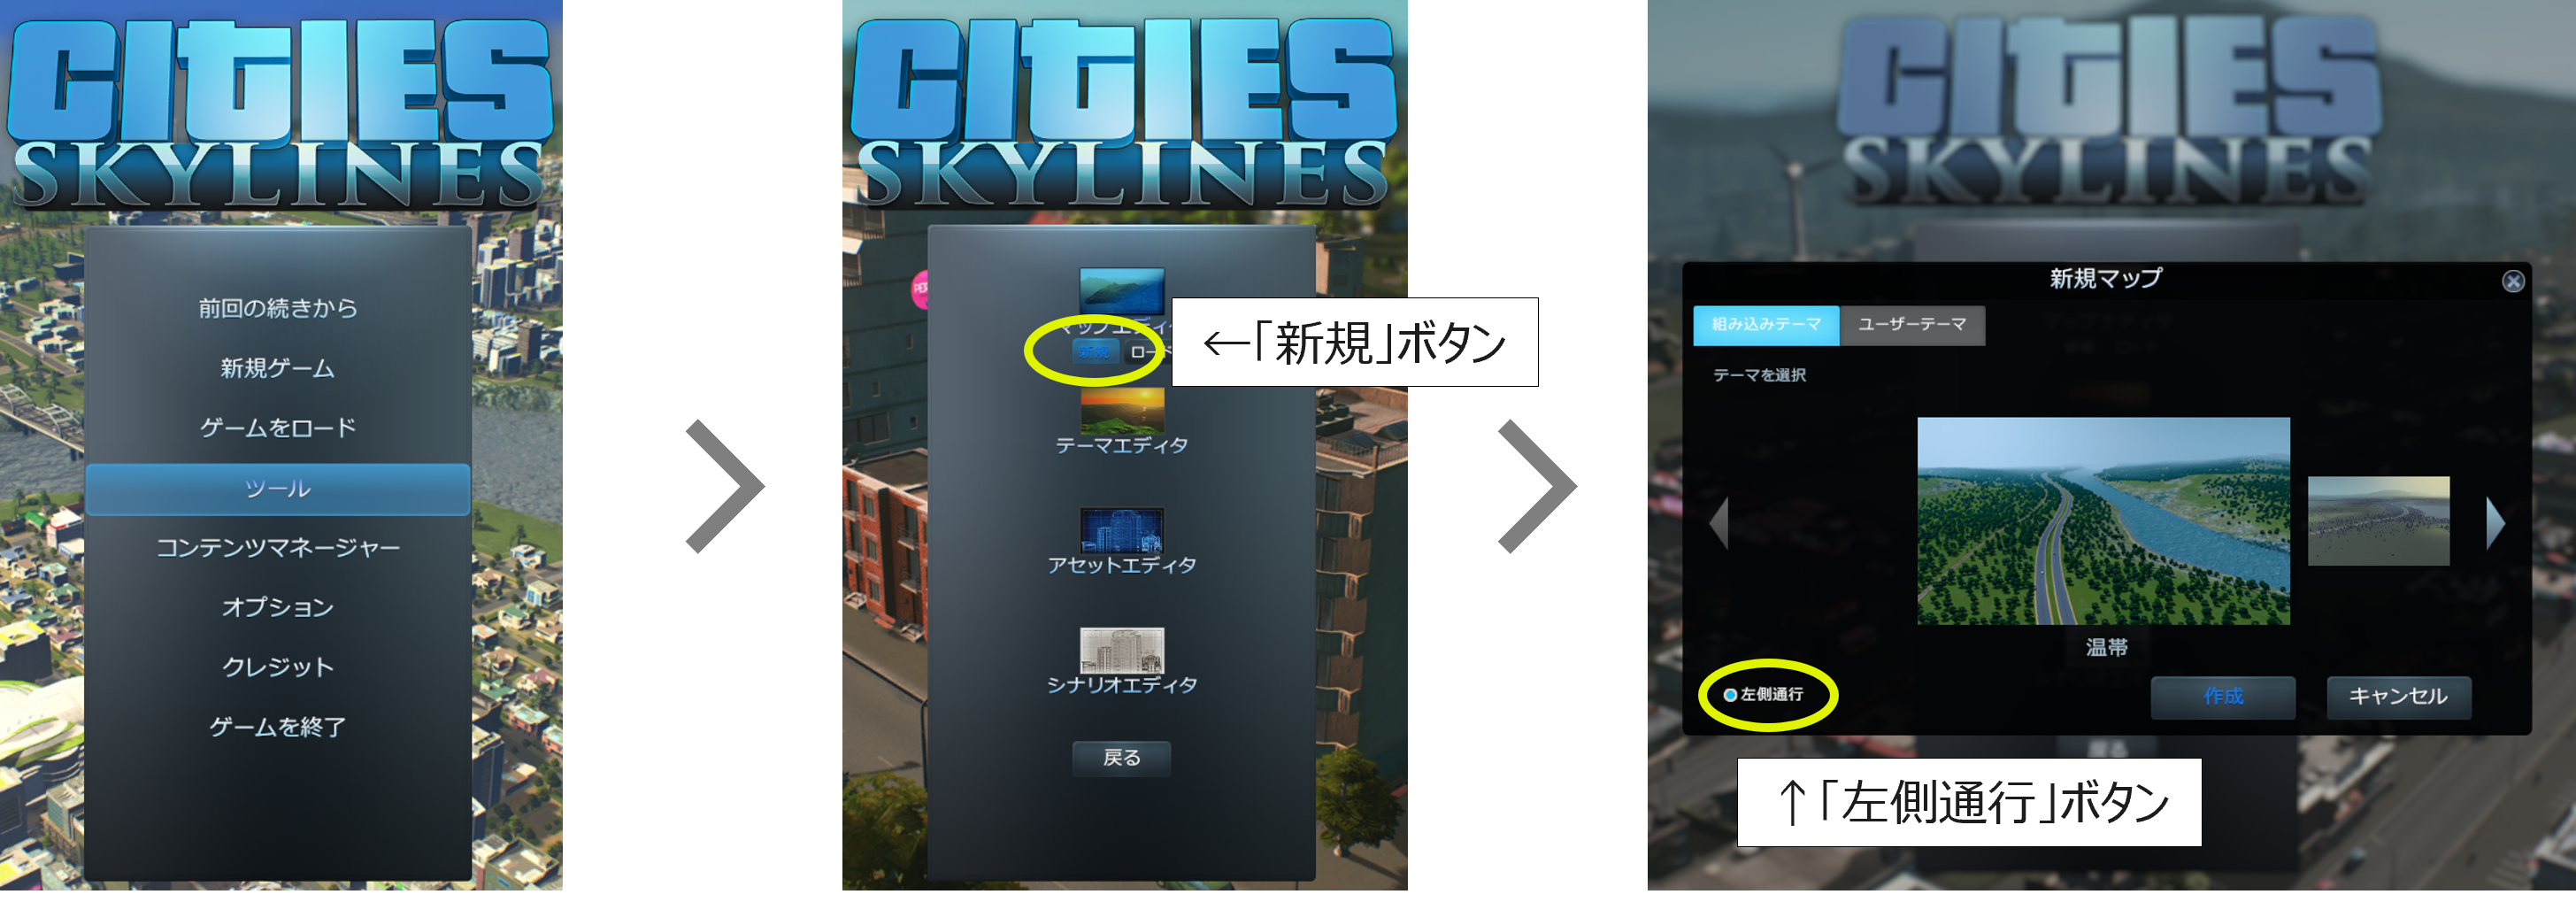 CITIES
SKYLINES
前回の続きから
新規ゲーム
ゲームをロード
ツール
コンテンツマネージャー
オプション
クレジット
ゲームを終了
CITIES
SKYLINES
マップエディ
新規 ロード
←「新規」ボタン
テーマエディタ
アセットエディタ
シナリオエディタ
戻る
CITIES
SKYLINES
新規マップ
組み込みテーマ ユーザーテーマ
テーマを選択
温帯
左側通行 作成 キャンセル
戻る
↑「左側通行」ボタン